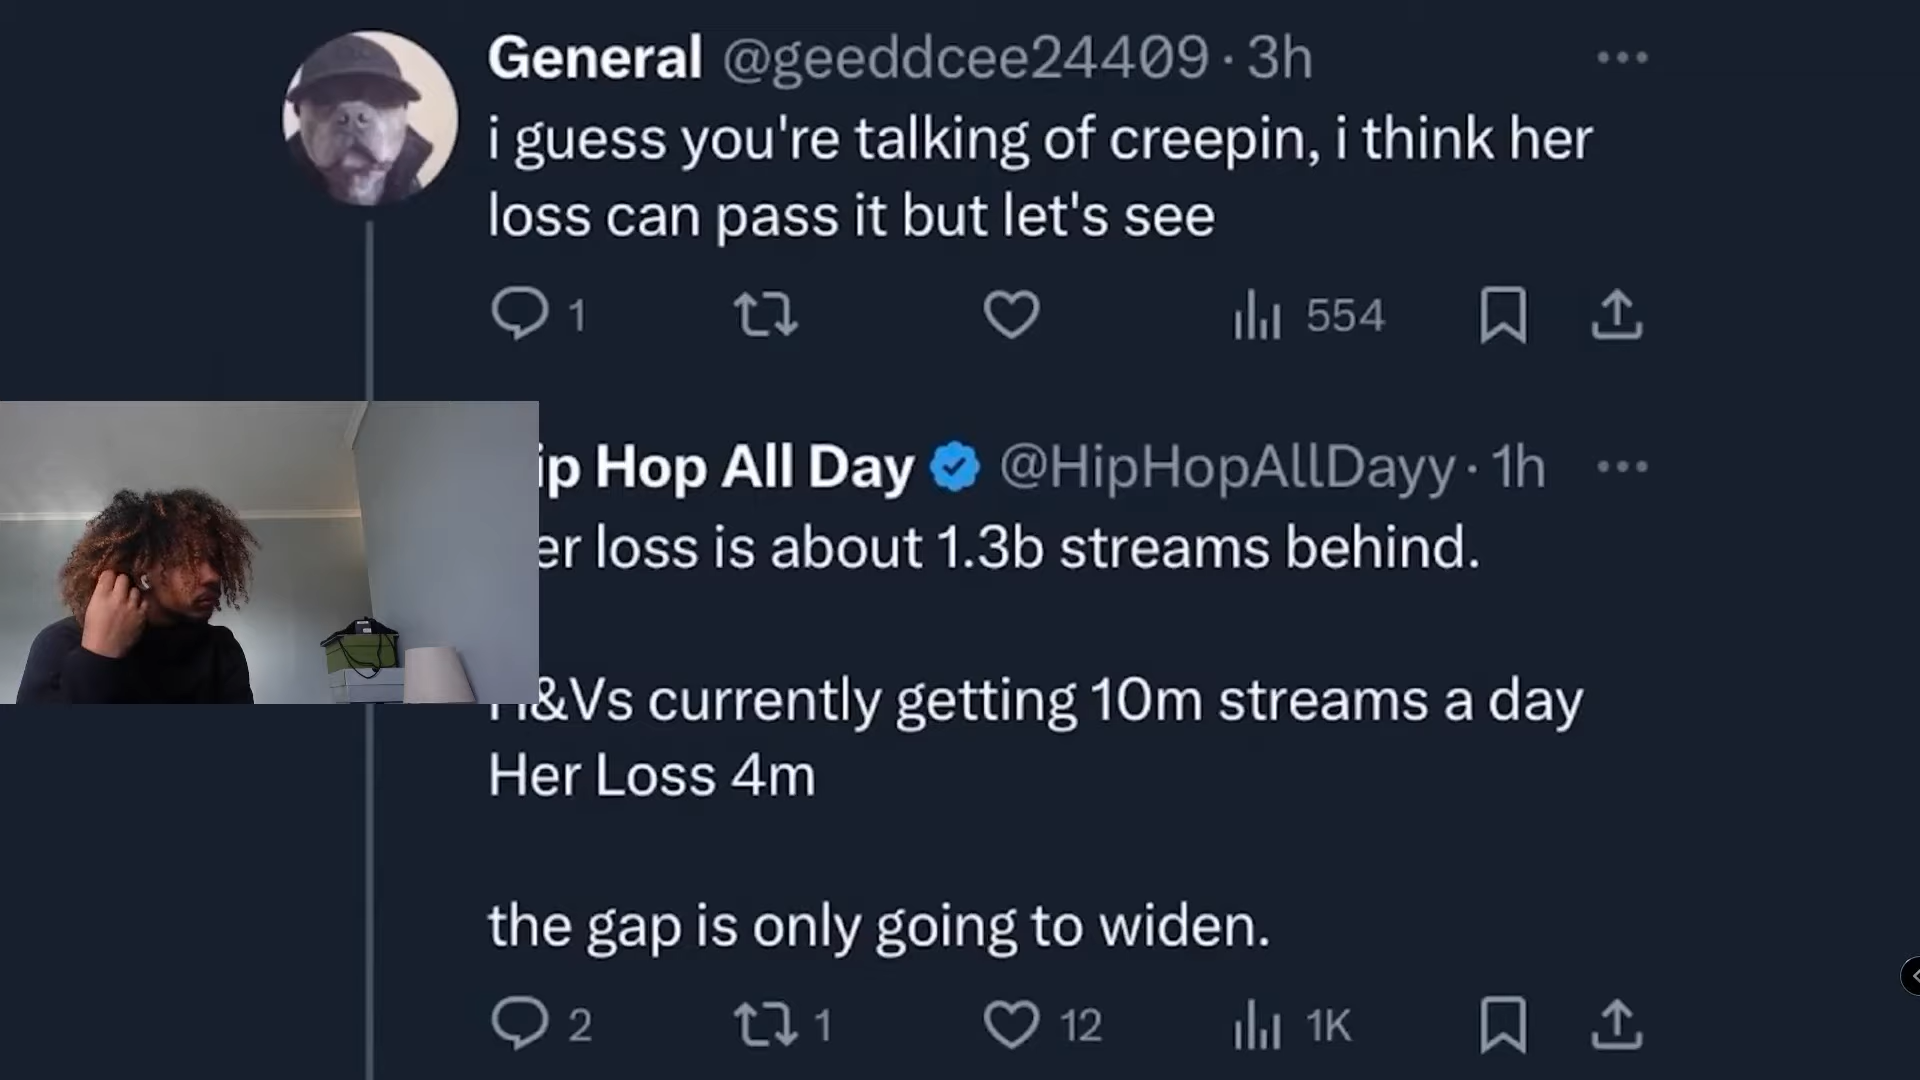 General @geeddcee24409 · 3h
i guess you're talking of creepin, i think her
loss can pass it but let's see
1 554
ip Hop All Day @HipHopAllDayy · 1h
er loss is about 1.3b streams behind.
&Vs currently getting 10m streams a day
Her Loss 4m
the gap is only going to widen.
2 1 12 1K